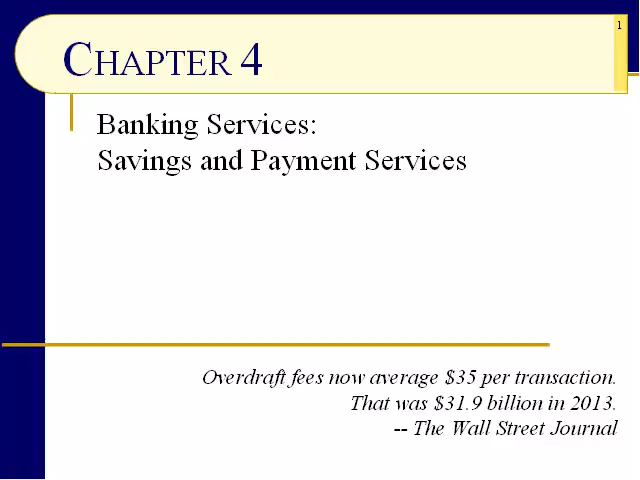 1
CHAPTER 4
Banking Services:
Savings and Payment Services
Overdraft fees now average $35 per transaction.
That was $31.9 billion in 2013.
-- The Wall Street Journal